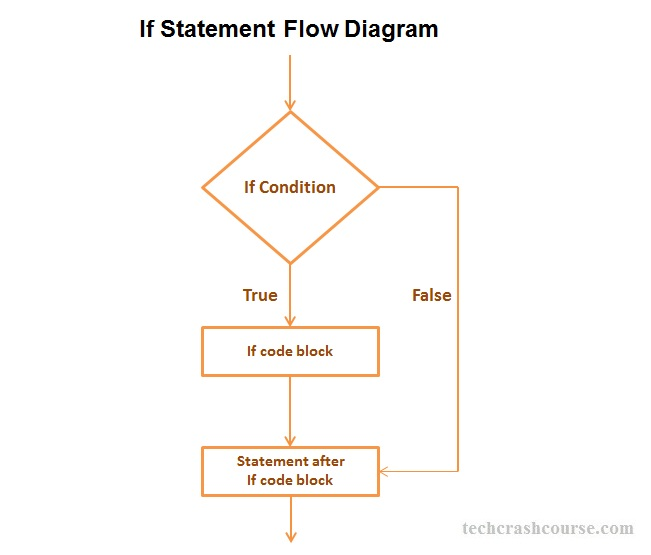 If Statement Flow Diagram
If Condition
True
False
If code block
Statement after
If code block
techcrashcourse.com